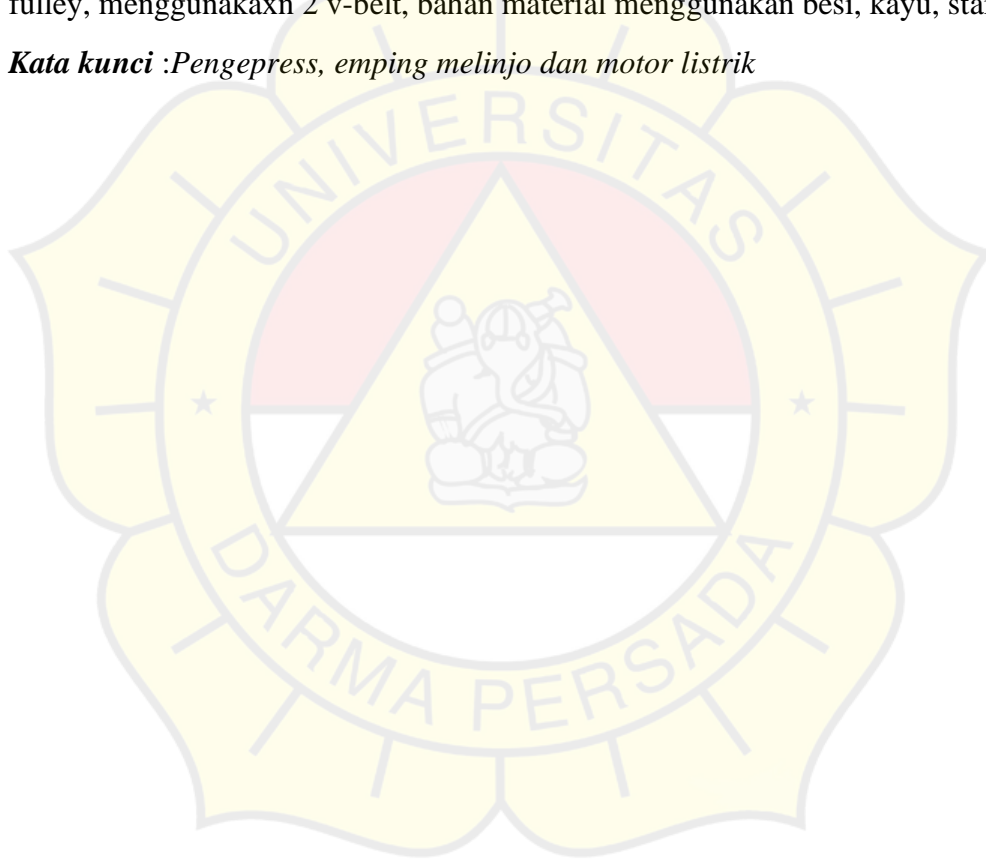 fulley, menggunakaxn 2 v-belt, bahan material menggunakan besi, kayu,
Kata kunci :Pengepress, emping melinjo dan motor listrik
UNIVERSITAS
DARMA PERSADA